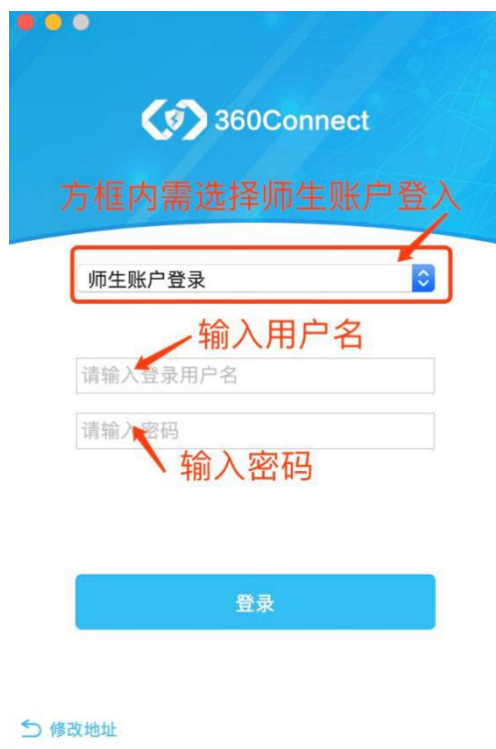 360Connect
方框内需选择师生账户登入
师生账户登录
输入用户名
请输入登录用户名
请输入密码
输入密码
登录
修改地址